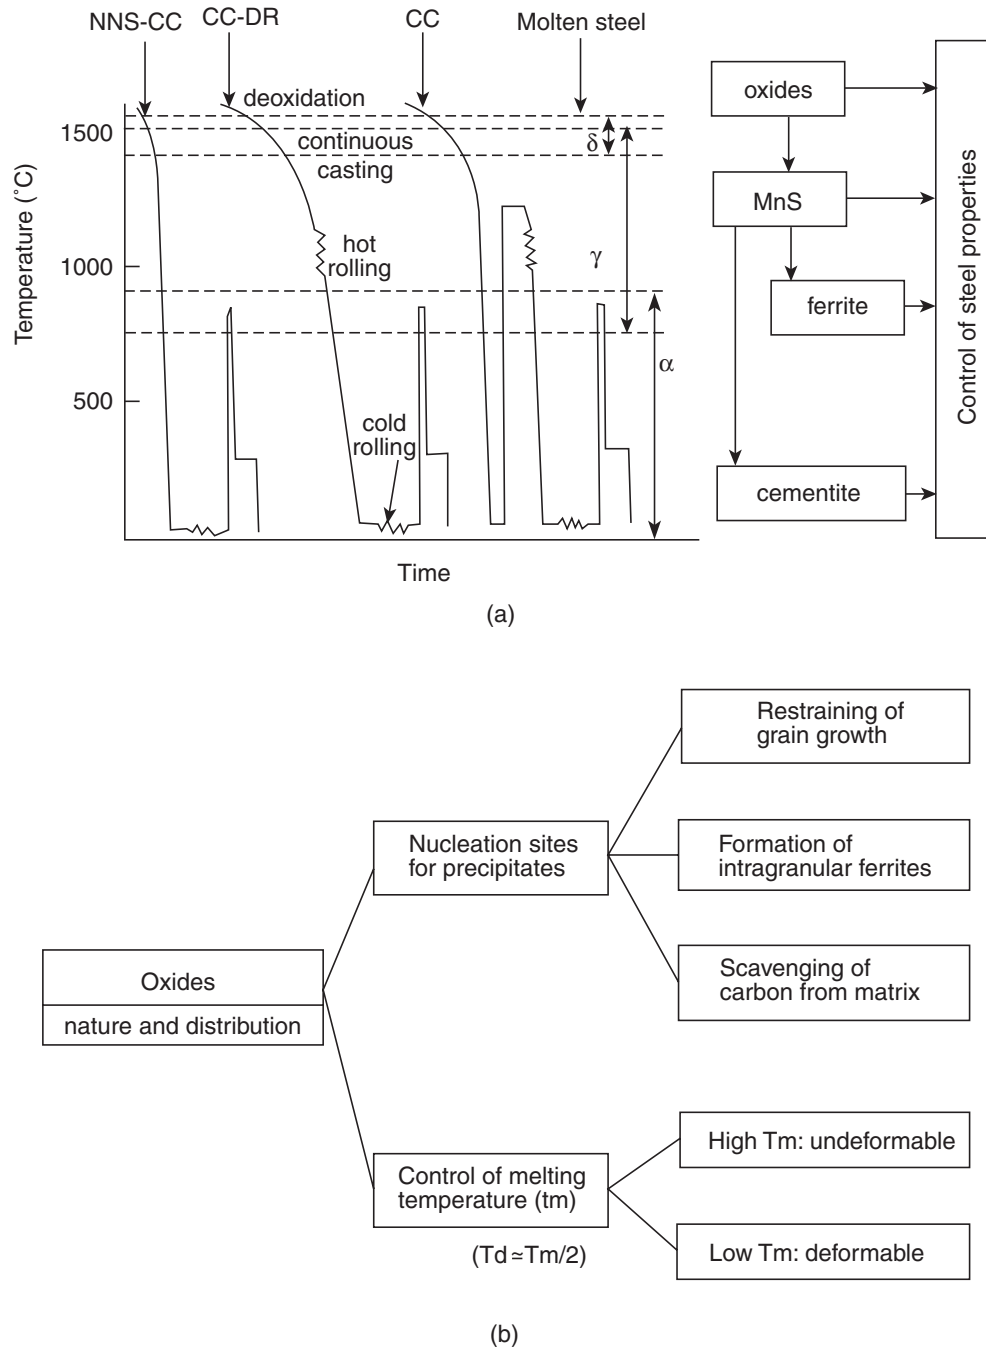 NNS-CC
CC-DR
CC
Molten steel
deoxidation
1500
continuous
casting
δ
Temperature (˚C)
hot
rolling
1000
γ
500
α
cold
rolling
Time
oxides
MnS
ferrite
cementite
Control of steel properties
(a)
Restraining of
grain growth
Nucleation sites
for precipitates
Formation of
intragranular ferrites
Scavenging of
carbon from matrix
Oxides
nature and distribution
High Tm: undeformable
Control of melting
temperature (tm)
Low Tm: deformable
(Td ≃ Tm/2)
(b)